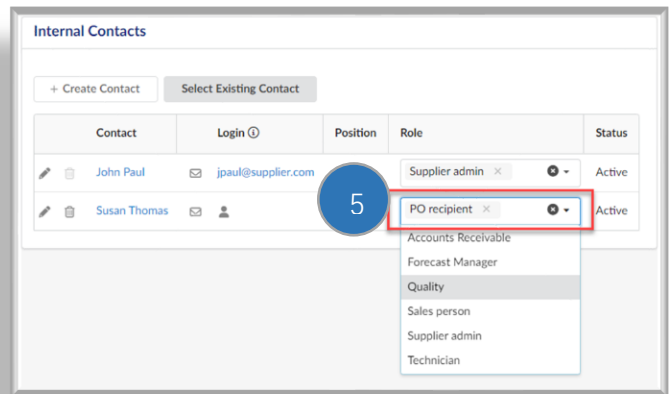 Internal Contacts
+ Create Contact Select Existing Contact
Contact Login Position Role Status
John Paul jpaul@supplier.com Supplier admin × Active
5
Susan Thomas PO recipient × Active
Accounts Receivable
Forecast Manager
Quality
Sales person
Supplier admin
Technician